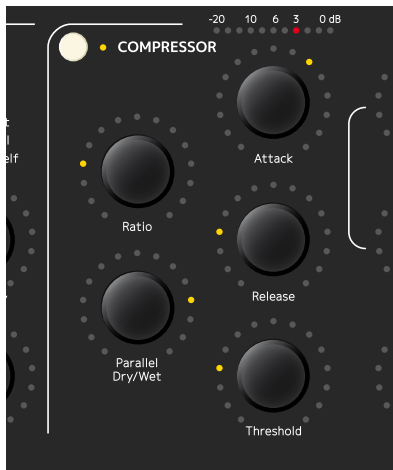 -20 10 6 3 0 dB
COMPRESSOR
Attack
Ratio
Release
Parallel
Dry/Wet
Threshold